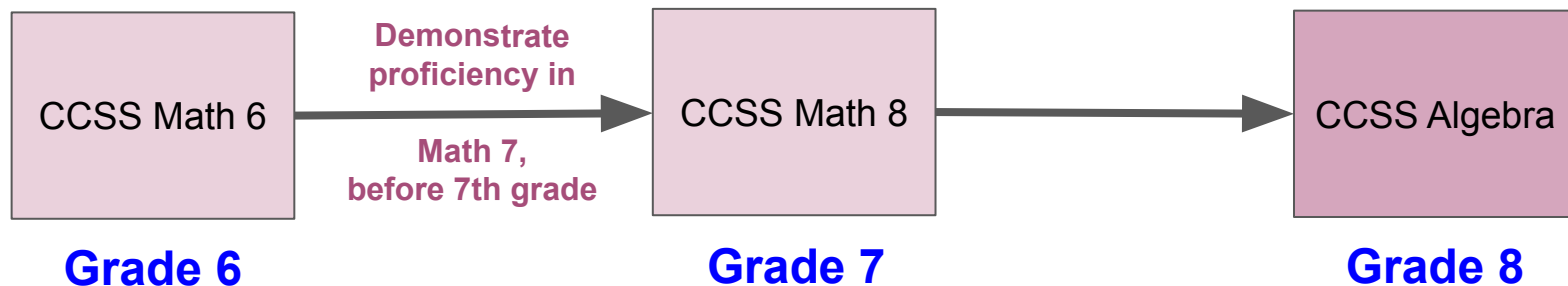 CCSS Math 6
Demonstrate
proficiency in
Math 7,
before 7th grade
CCSS Math 8
CCSS Algebra
Grade 6
Grade 7
Grade 8